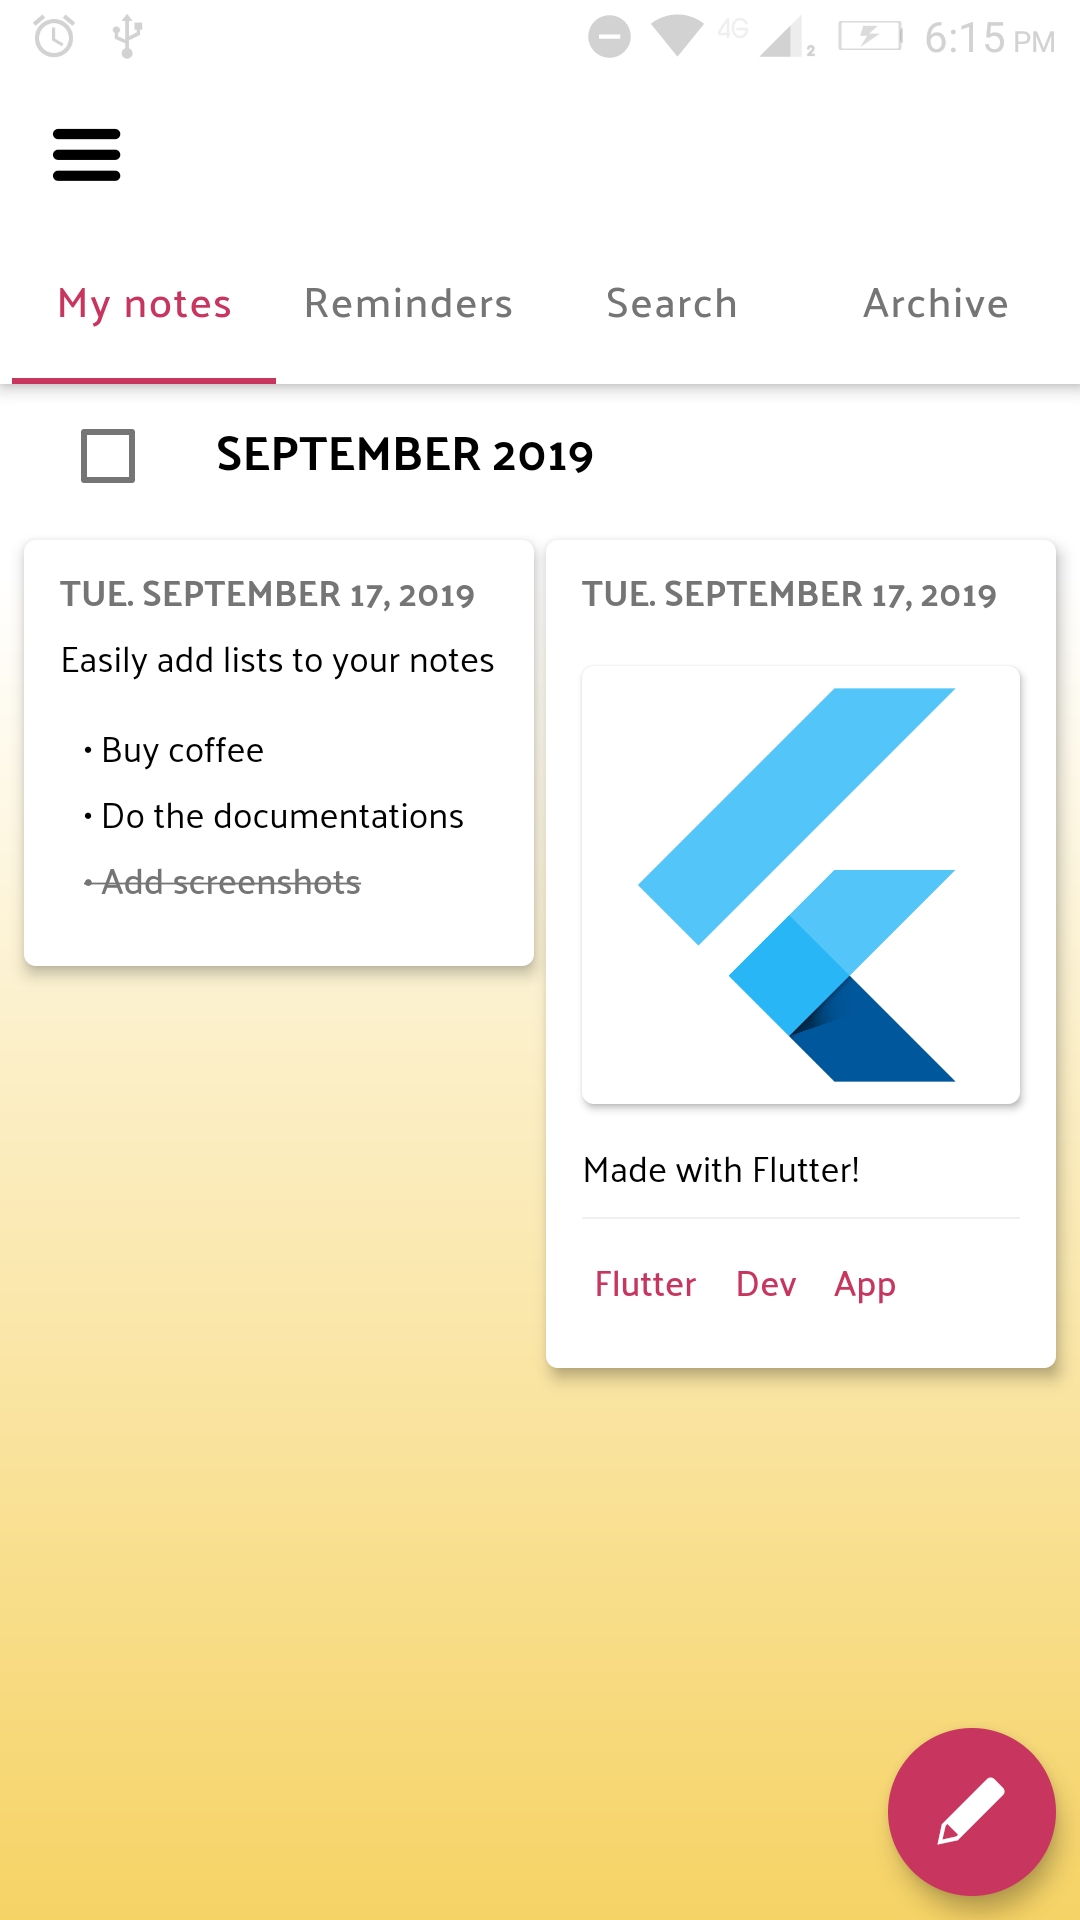 4G 2 6:15 PM
My notes Reminders Search Archive
SEPTEMBER 2019
TUE. SEPTEMBER 17, 2019
Easily add lists to your notes
• Buy coffee
• Do the documentations
• Add screenshots
TUE. SEPTEMBER 17, 2019
Made with Flutter!
Flutter Dev App